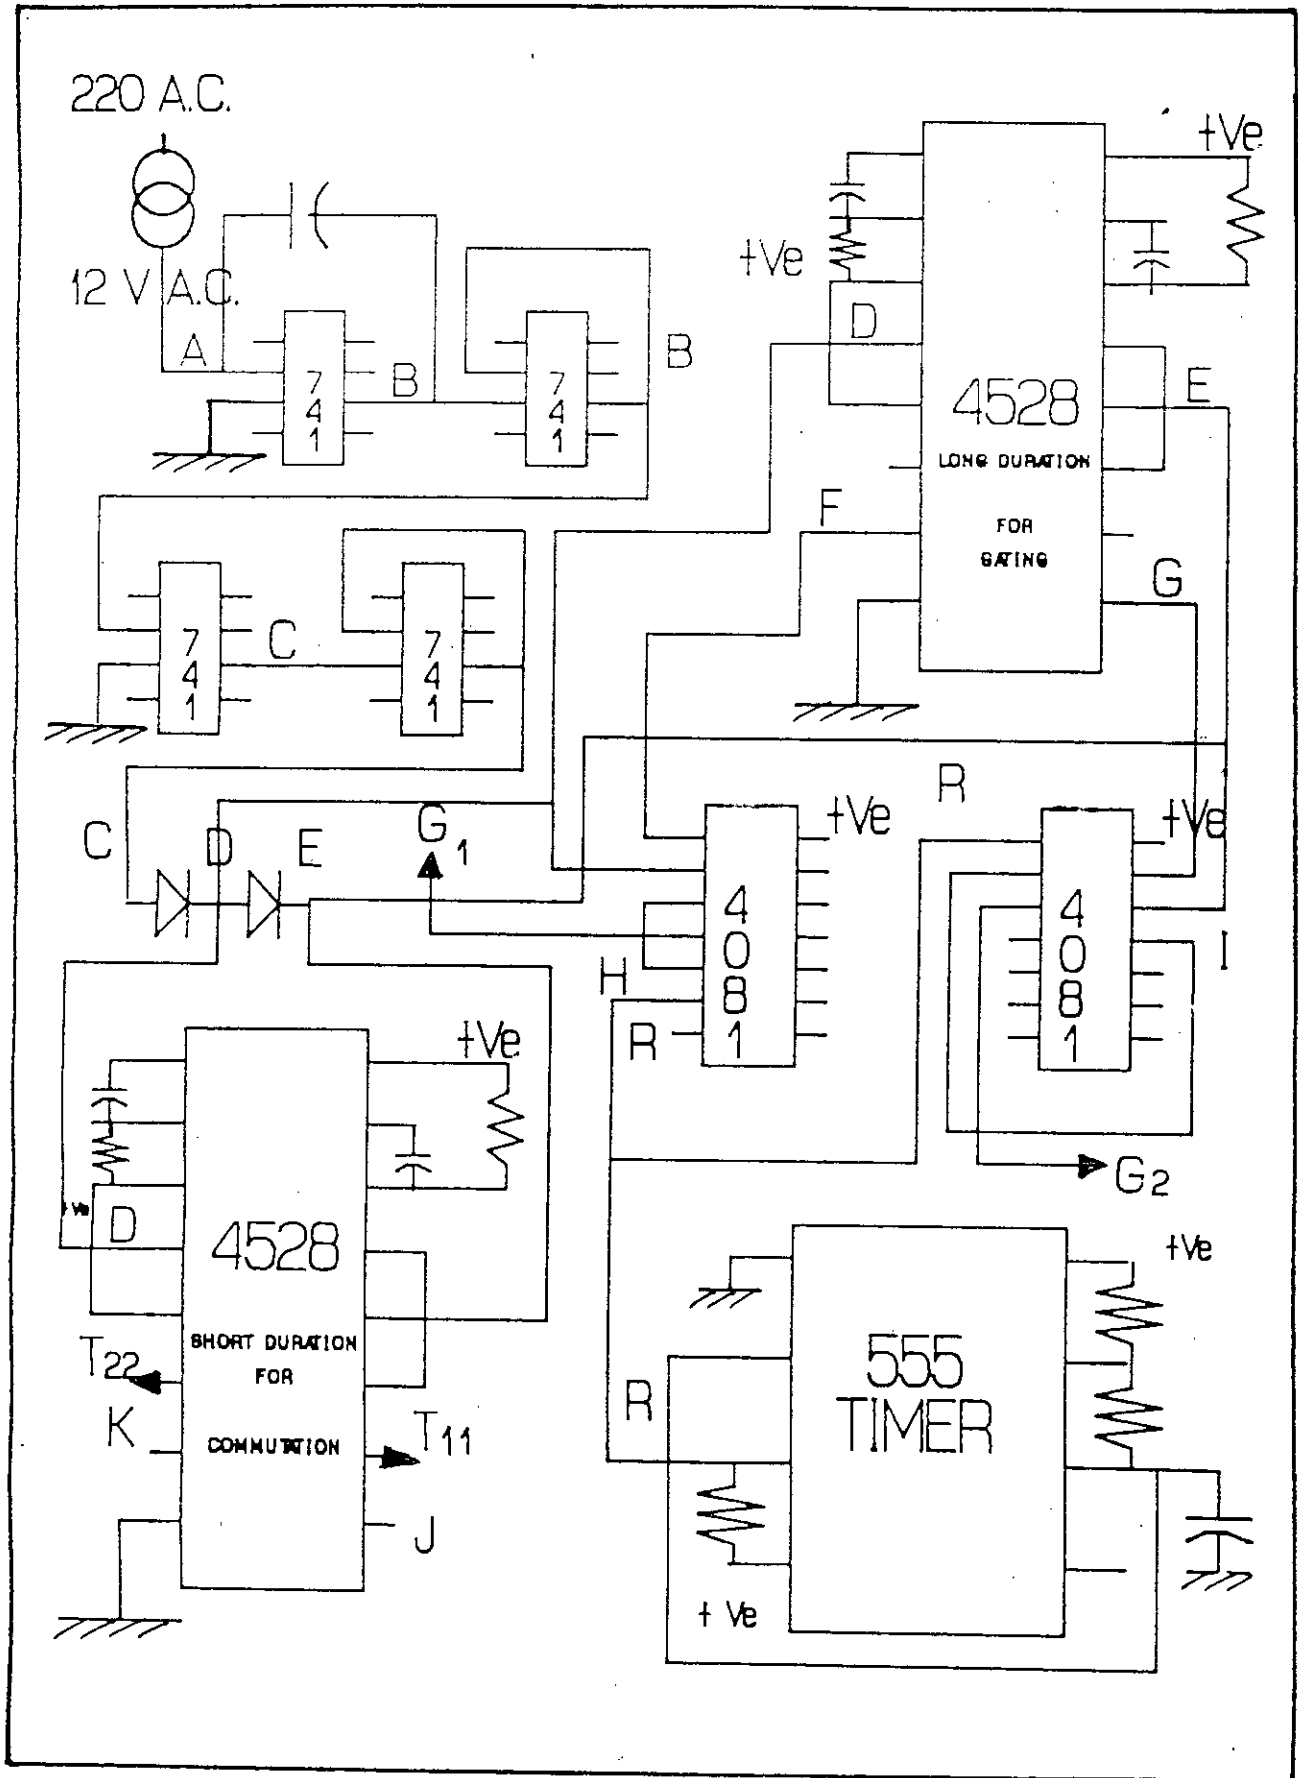 220 A.C.
12 V A.C.
A
B
7
4
1
7
4
1
B
+Ve
+Ve
D
E
4528
LONG DURATION
FOR
GATING
F
G
7
4
1
C
7
4
1
C
D
E
G1
R
+Ve
+Ve
4
0
8
1
H
R
4
0
8
1
I
G2
+Ve
+Ve
D
4528
SHORT DURATION
FOR
COMMUTATION
T22
K
T11
J
+Ve
555
TIMER
R
+ Ve